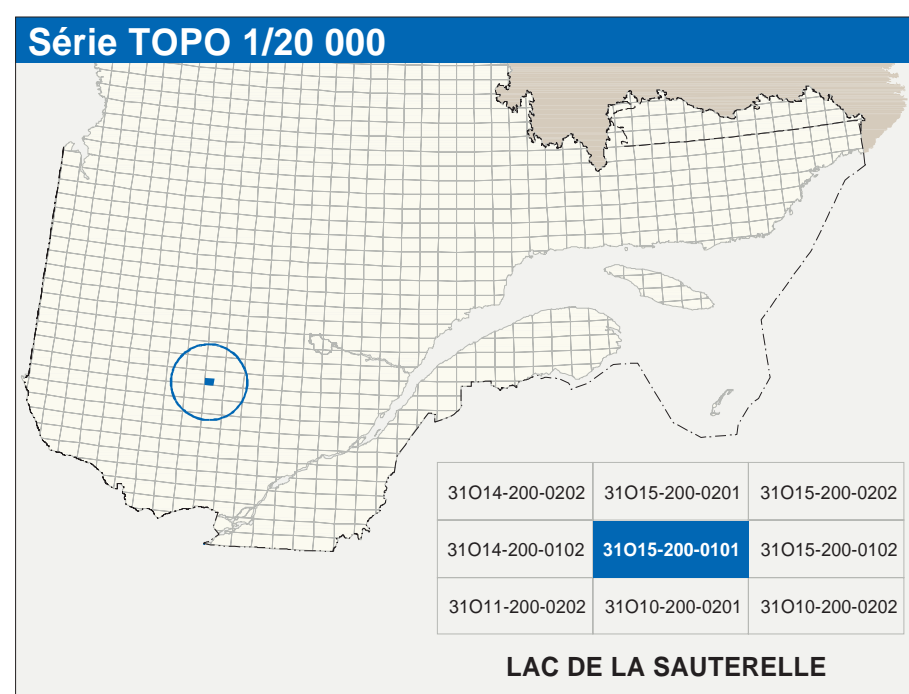 Série TOPO 1/20 000
31O14-200-0202 31O15-200-0201 31O15-200-0202
31O14-200-0102 31O15-200-0101 31O15-200-0102
31O11-200-0202 31O10-200-0201 31O10-200-0202
LAC DE LA SAUTERELLE